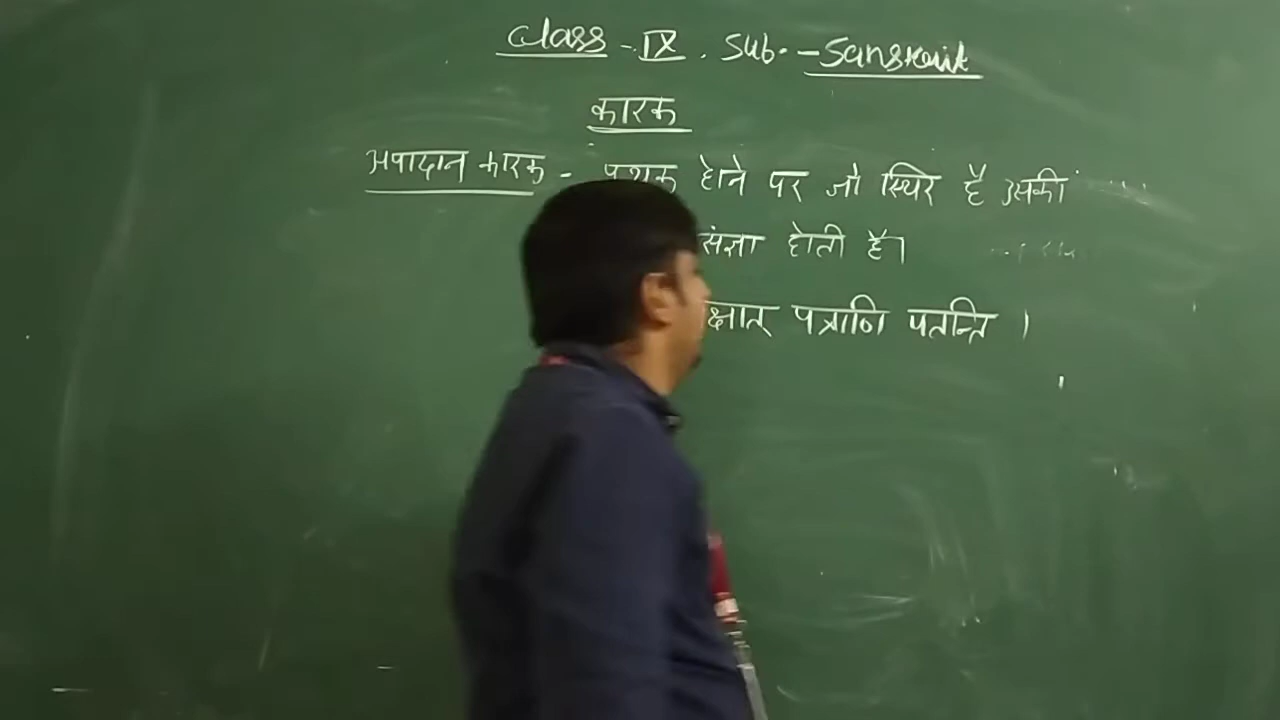 Class - IX . Sub. - Sanskrit
कारक
अपादान कारक - पृथक होने पर जो स्थिर है उसकी
संज्ञा होती है।
क्षात् पत्राणि पतन्ति ।